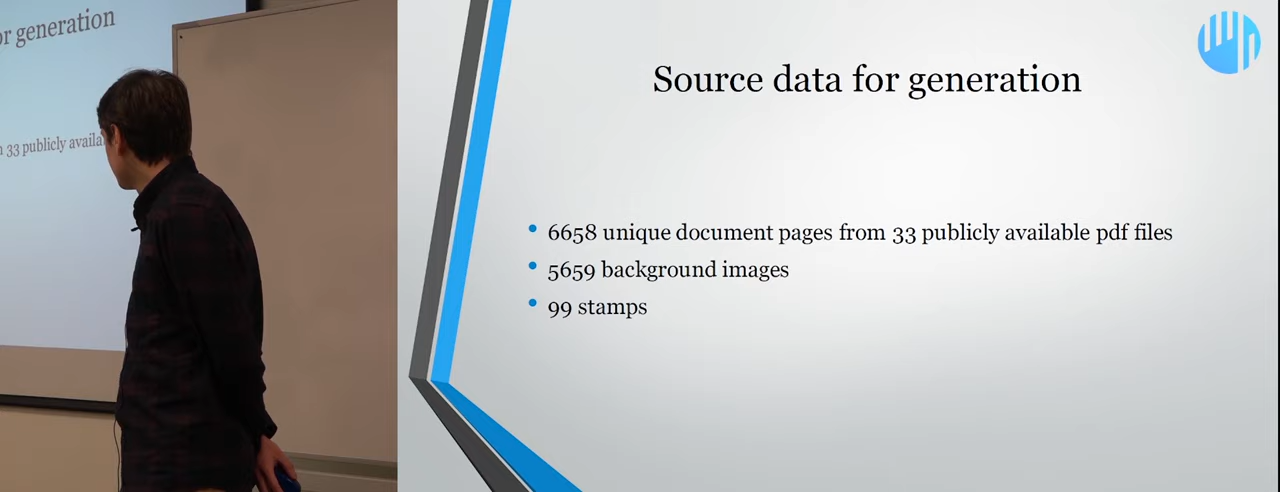 or generation
33 publicly availa
Source data for generation
• 6658 unique document pages from 33 publicly available pdf files
• 5659 background images
• 99 stamps